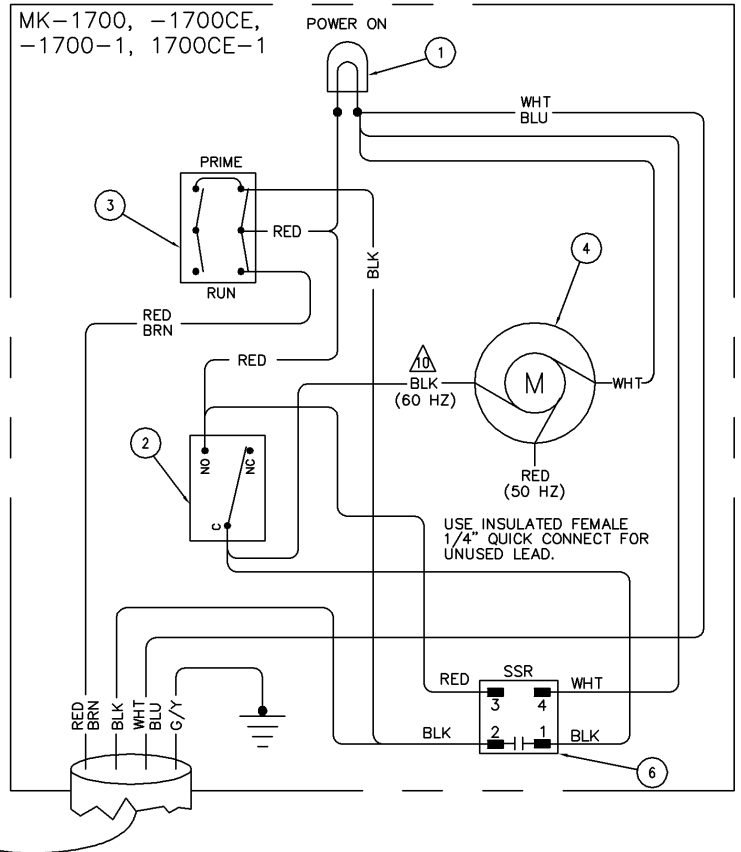 MK-1700, -1700CE,
-1700-1, 1700CE-1
POWER ON
1
WHT
BLU
PRIME
3
RED
RUN
BLK
4
RED
BRN
RED
10
BLK
(60 HZ)
M
WHT
2
NO
NC
C
RED
(50 HZ)
USE INSULATED FEMALE
1/4" QUICK CONNECT FOR
UNUSED LEAD.
SSR
RED
WHT
3 4
RED
BRN
BLK
WHT
BLU
G/Y
BLK
2 1
BLK
6